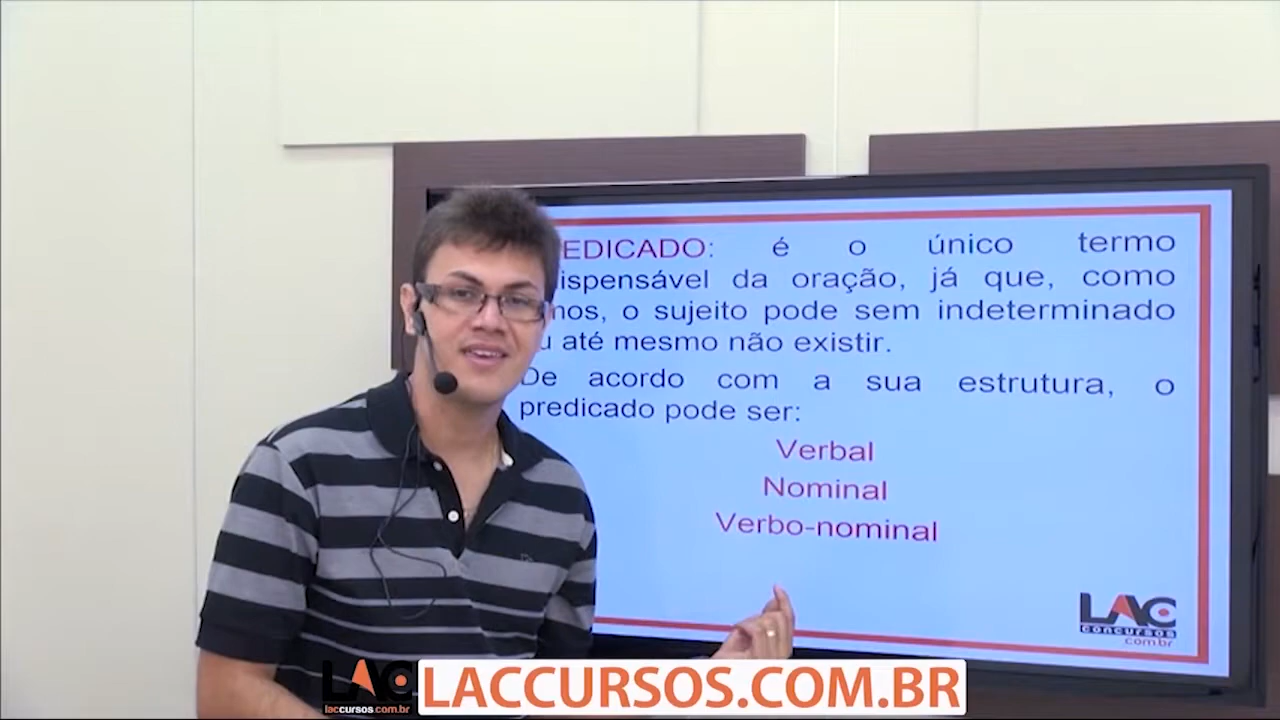 EDICADO: é o único termo
ispensável da oração, já que, como
mos, o sujeito pode sem indeterminado
u até mesmo não existir.
De acordo com a sua estrutura, o
predicado pode ser:
Verbal
Nominal
Verbo-nominal
LAC
concursos
.com.br
LAC
laccursos.com.br
LACCURSOS.COM.BR